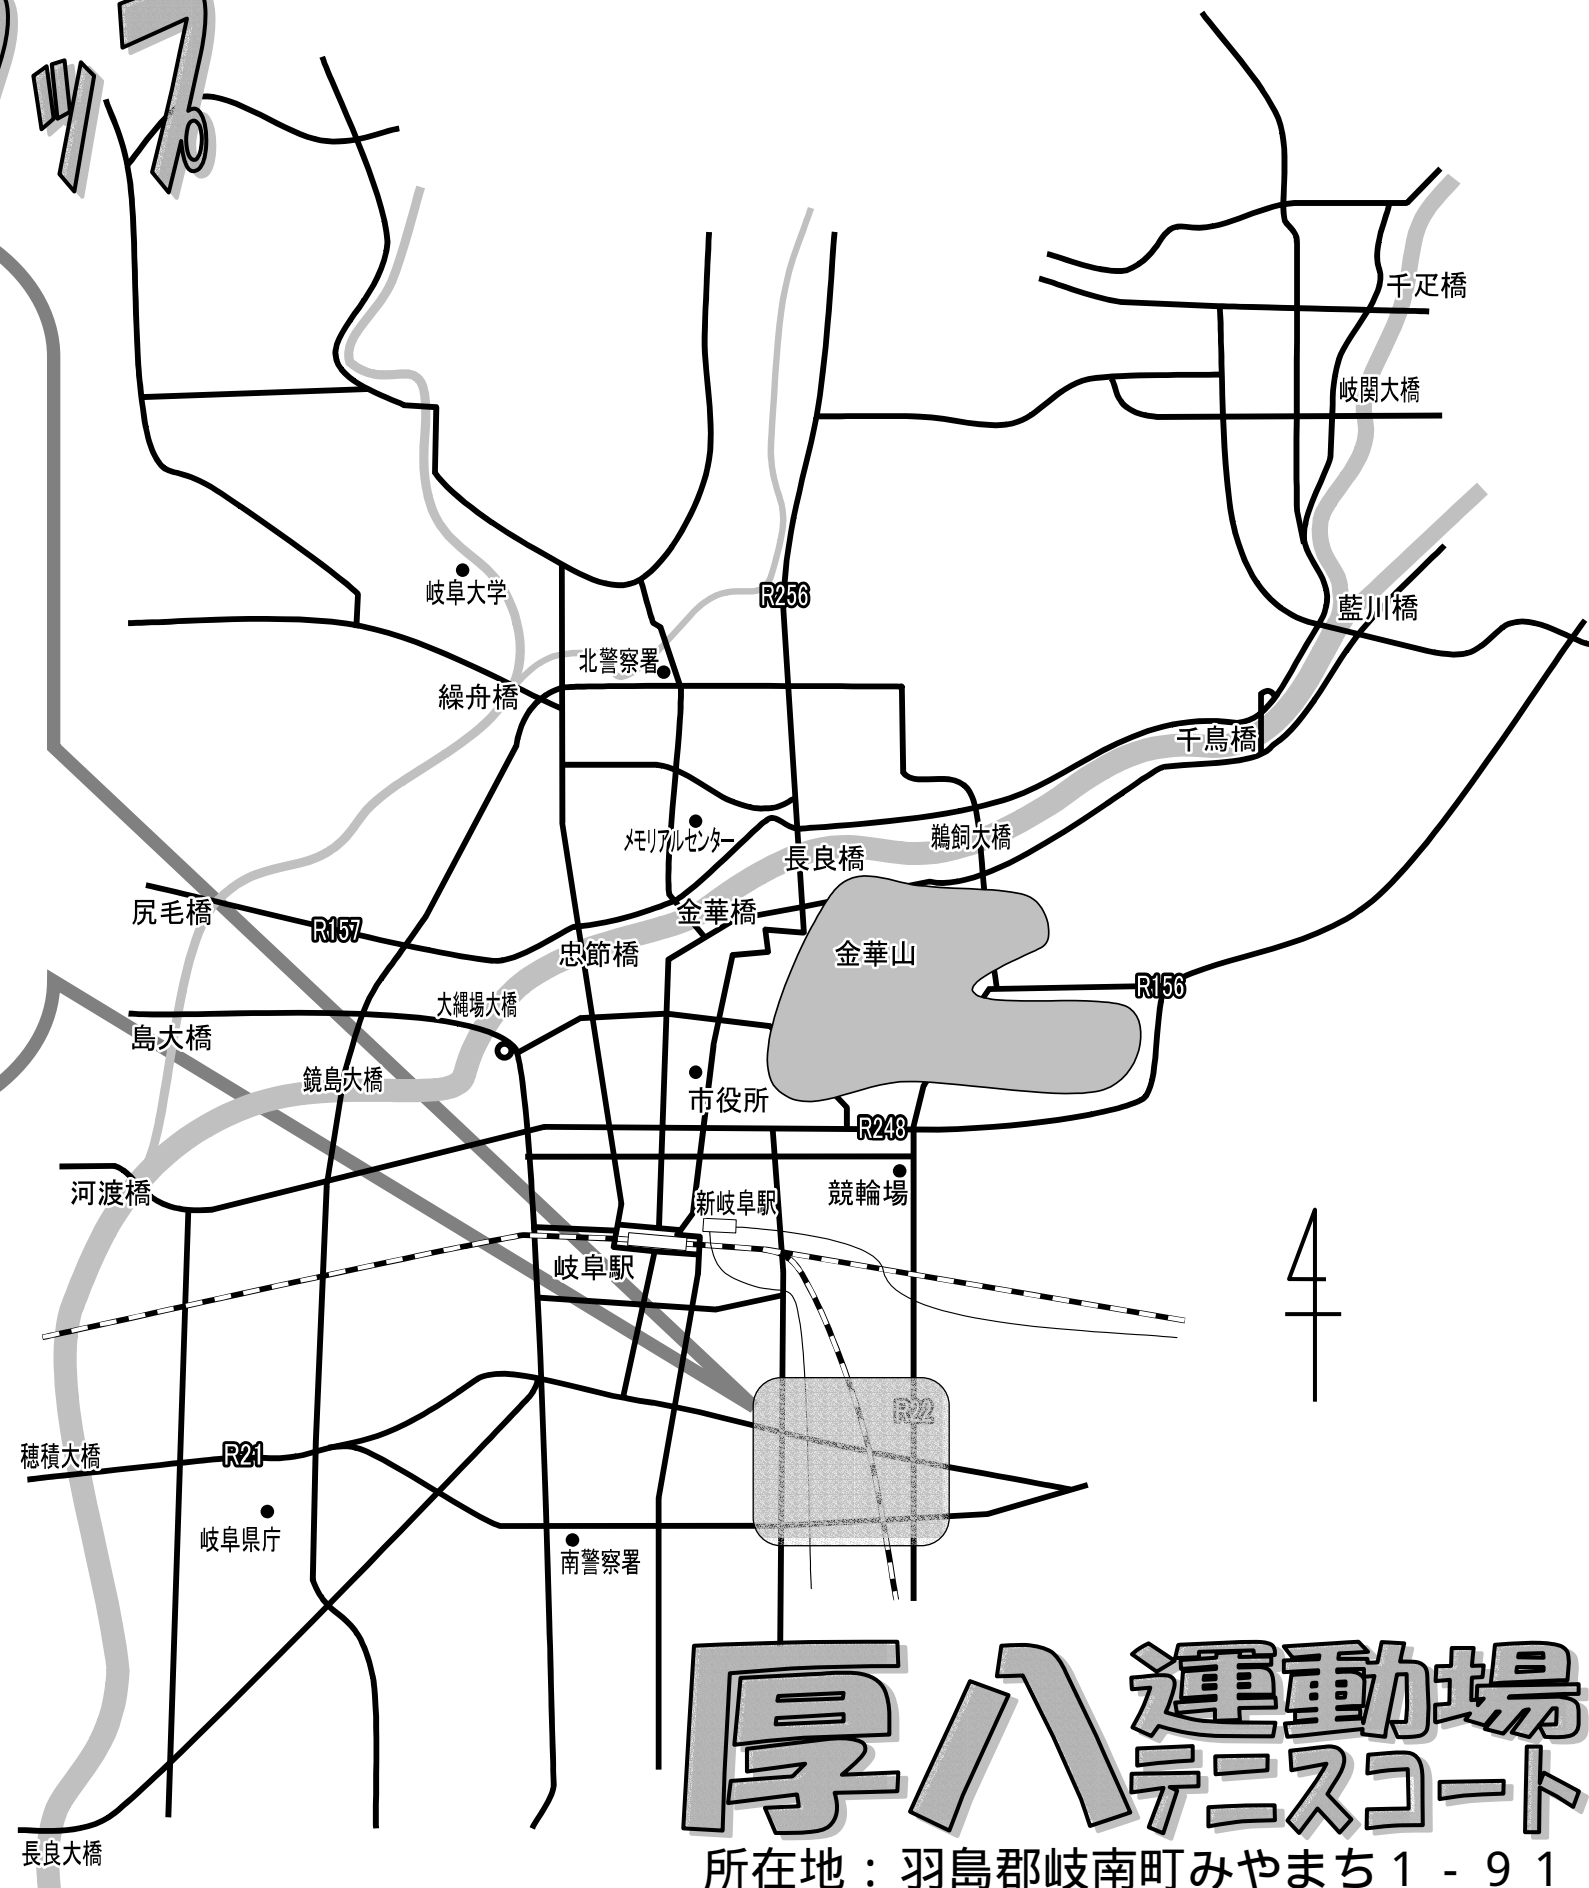 ップ
千疋橋
岐関大橋
岐阜大学
R256
藍川橋
北警察署
繰舟橋
千鳥橋
メモリアルセンター
鵜飼大橋
長良橋
尻毛橋
R157
金華橋
忠節橋
金華山
R156
大縄場大橋
島大橋
鏡島大橋
市役所
R248
河渡橋
新岐阜駅
競輪場
岐阜駅
R22
穂積大橋
R21
岐阜県庁
南警察署
厚八運動場
テニスコート
長良大橋
所在地：羽島郡岐南町みやまち１-９１